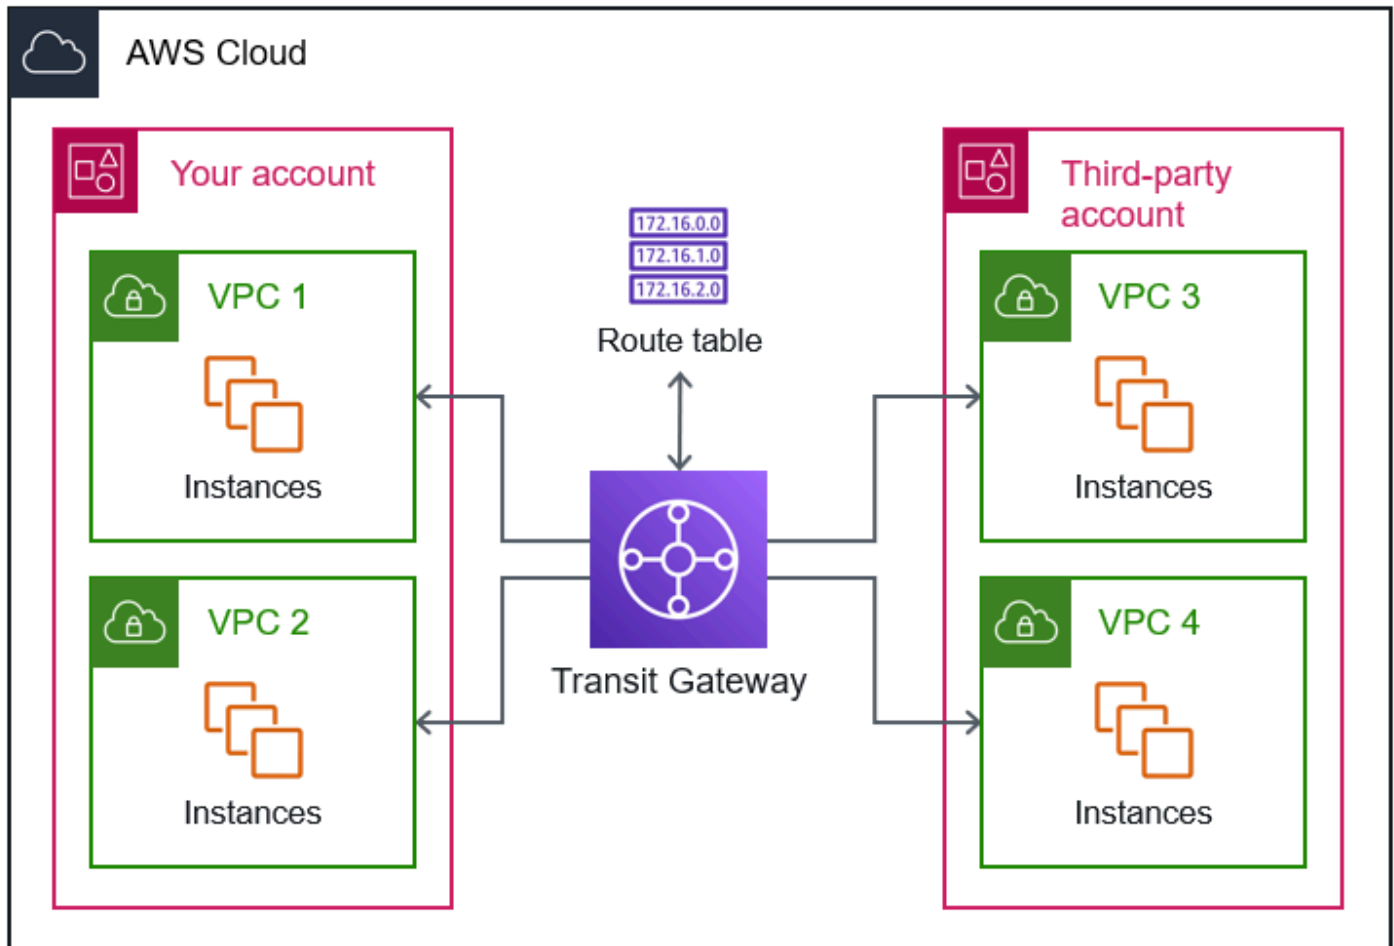 AWS Cloud
Your account
VPC 1
Instances
VPC 2
Instances
172.16.0.0
172.16.1.0
172.16.2.0
Route table
Transit Gateway
Third-party
account
VPC 3
Instances
VPC 4
Instances